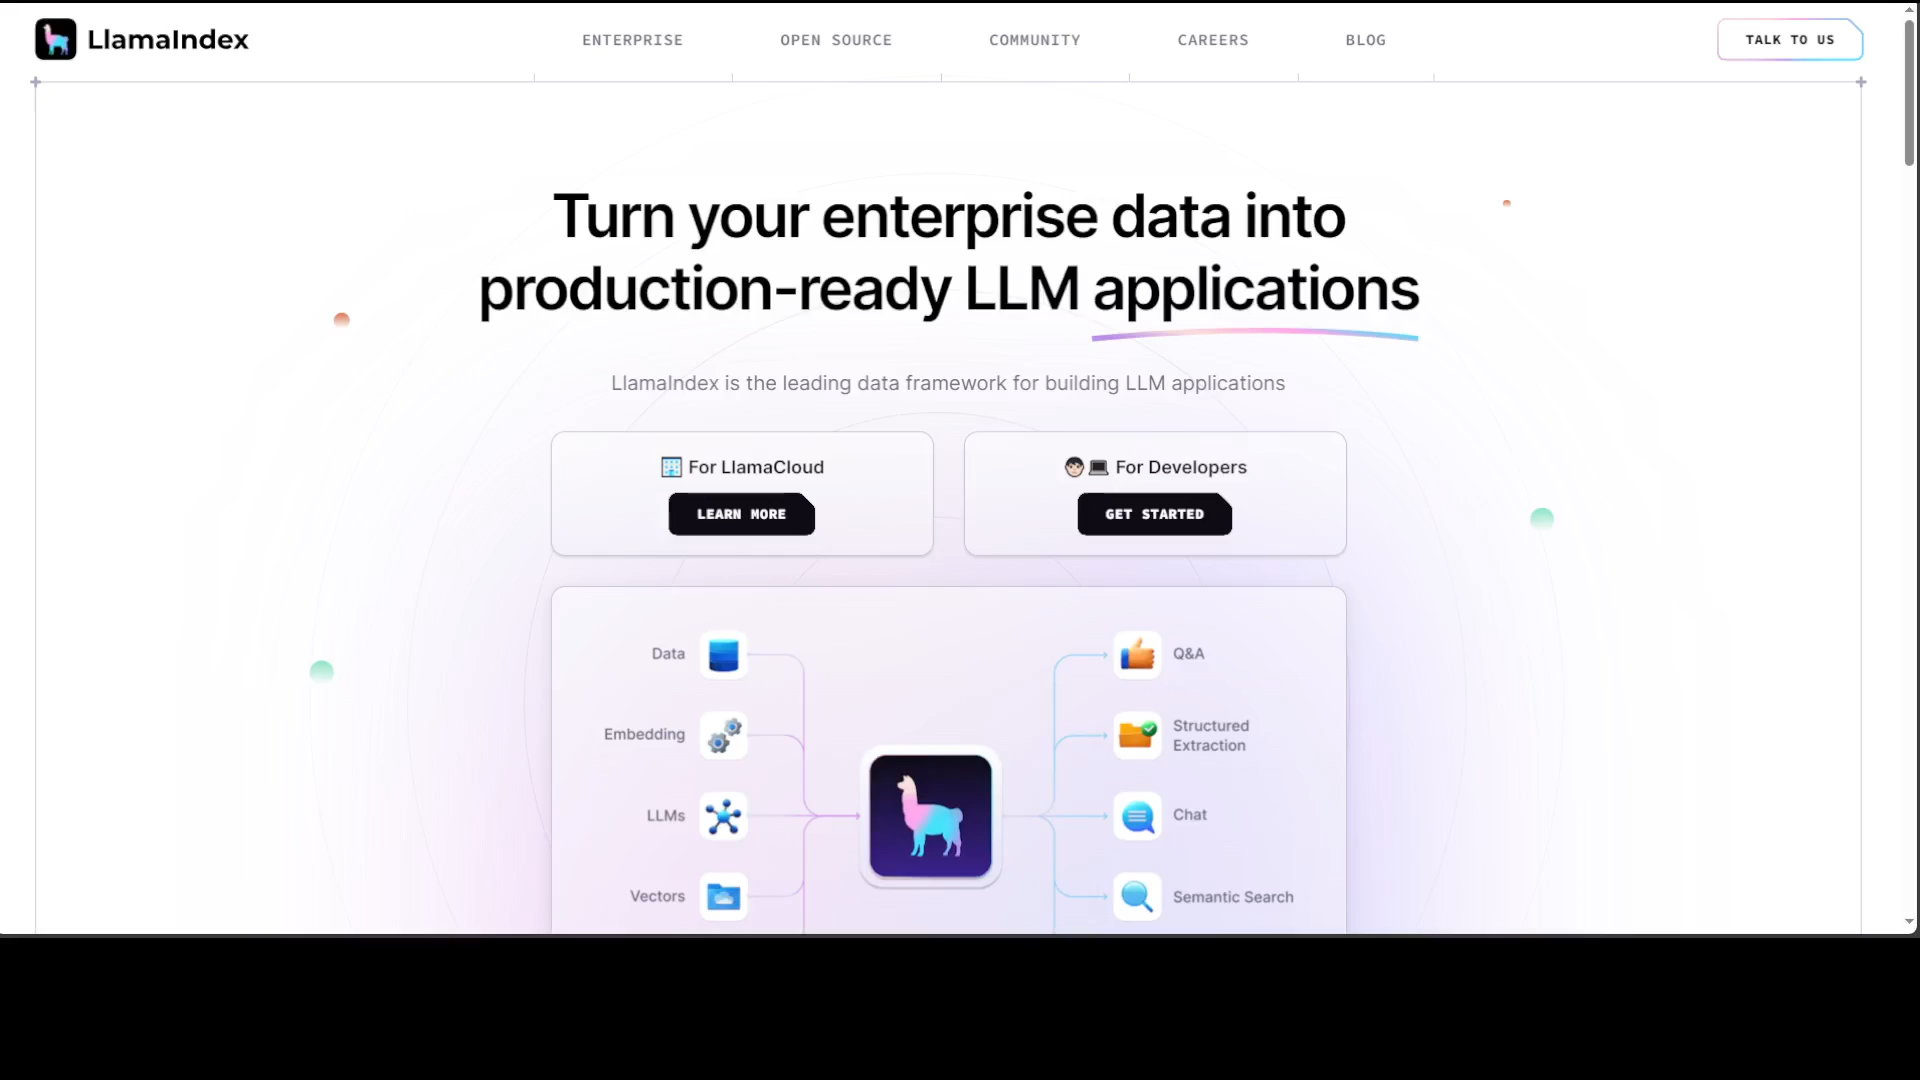 LlamaIndex
ENTERPRISE
OPEN SOURCE
COMMUNITY
CAREERS
BLOG
TALK TO US
Turn your enterprise data into
production-ready LLM applications
LlamaIndex is the leading data framework for building LLM applications
For LlamaCloud
LEARN MORE
For Developers
GET STARTED
Data
Embedding
LLMs
Vectors
Q&A
Structured
Extraction
Chat
Semantic Search